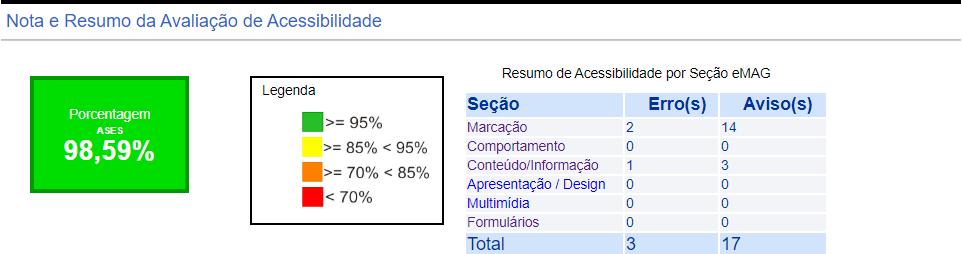 Nota e Resumo da Avaliação de Acessibilidade
Porcentagem
ASES
98,59%
Legenda
>= 95%
>= 85% < 95%
>= 70% < 85%
< 70%
Resumo de Acessibilidade por Seção eMAG
Seção Erro(s) Aviso(s)
Marcação 2 14
Comportamento 0 0
Conteúdo/Informação 1 3
Apresentação / Design 0 0
Multimídia 0 0
Formulários 0 0
Total 3 17